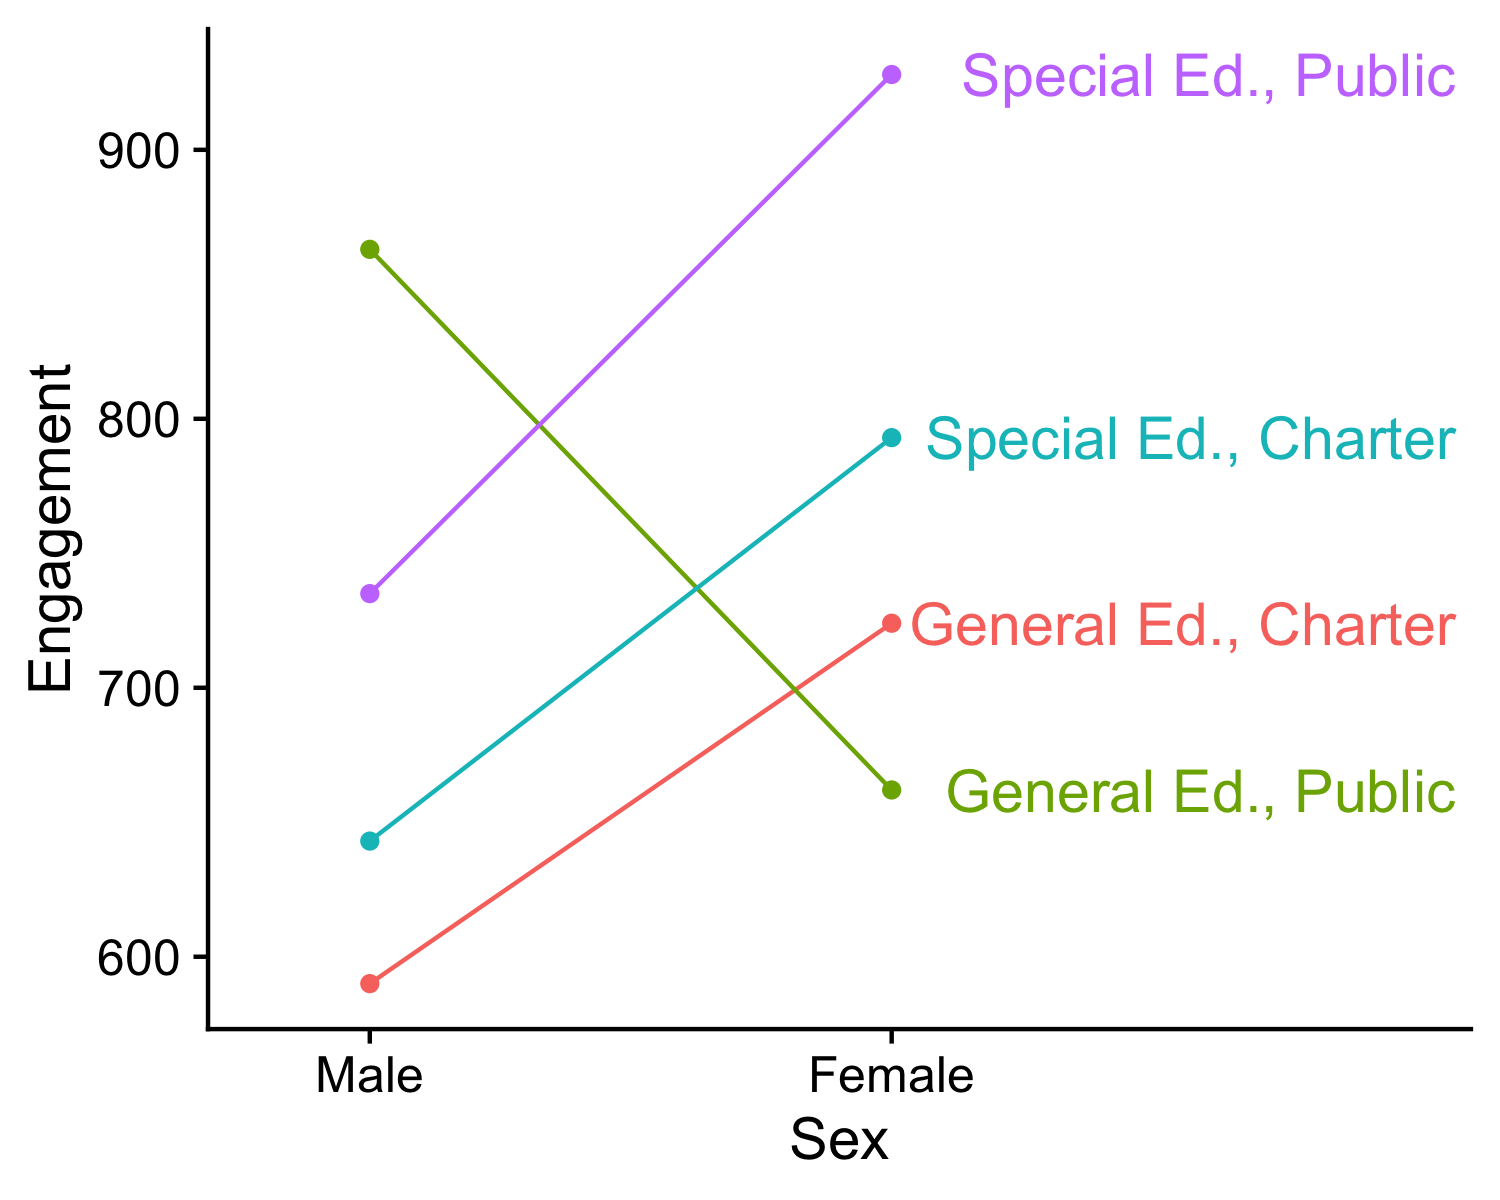 Special Ed., Public
900
800
Special Ed., Charter
Engagement
General Ed., Charter
700
General Ed., Public
600
Male
Female
Sex